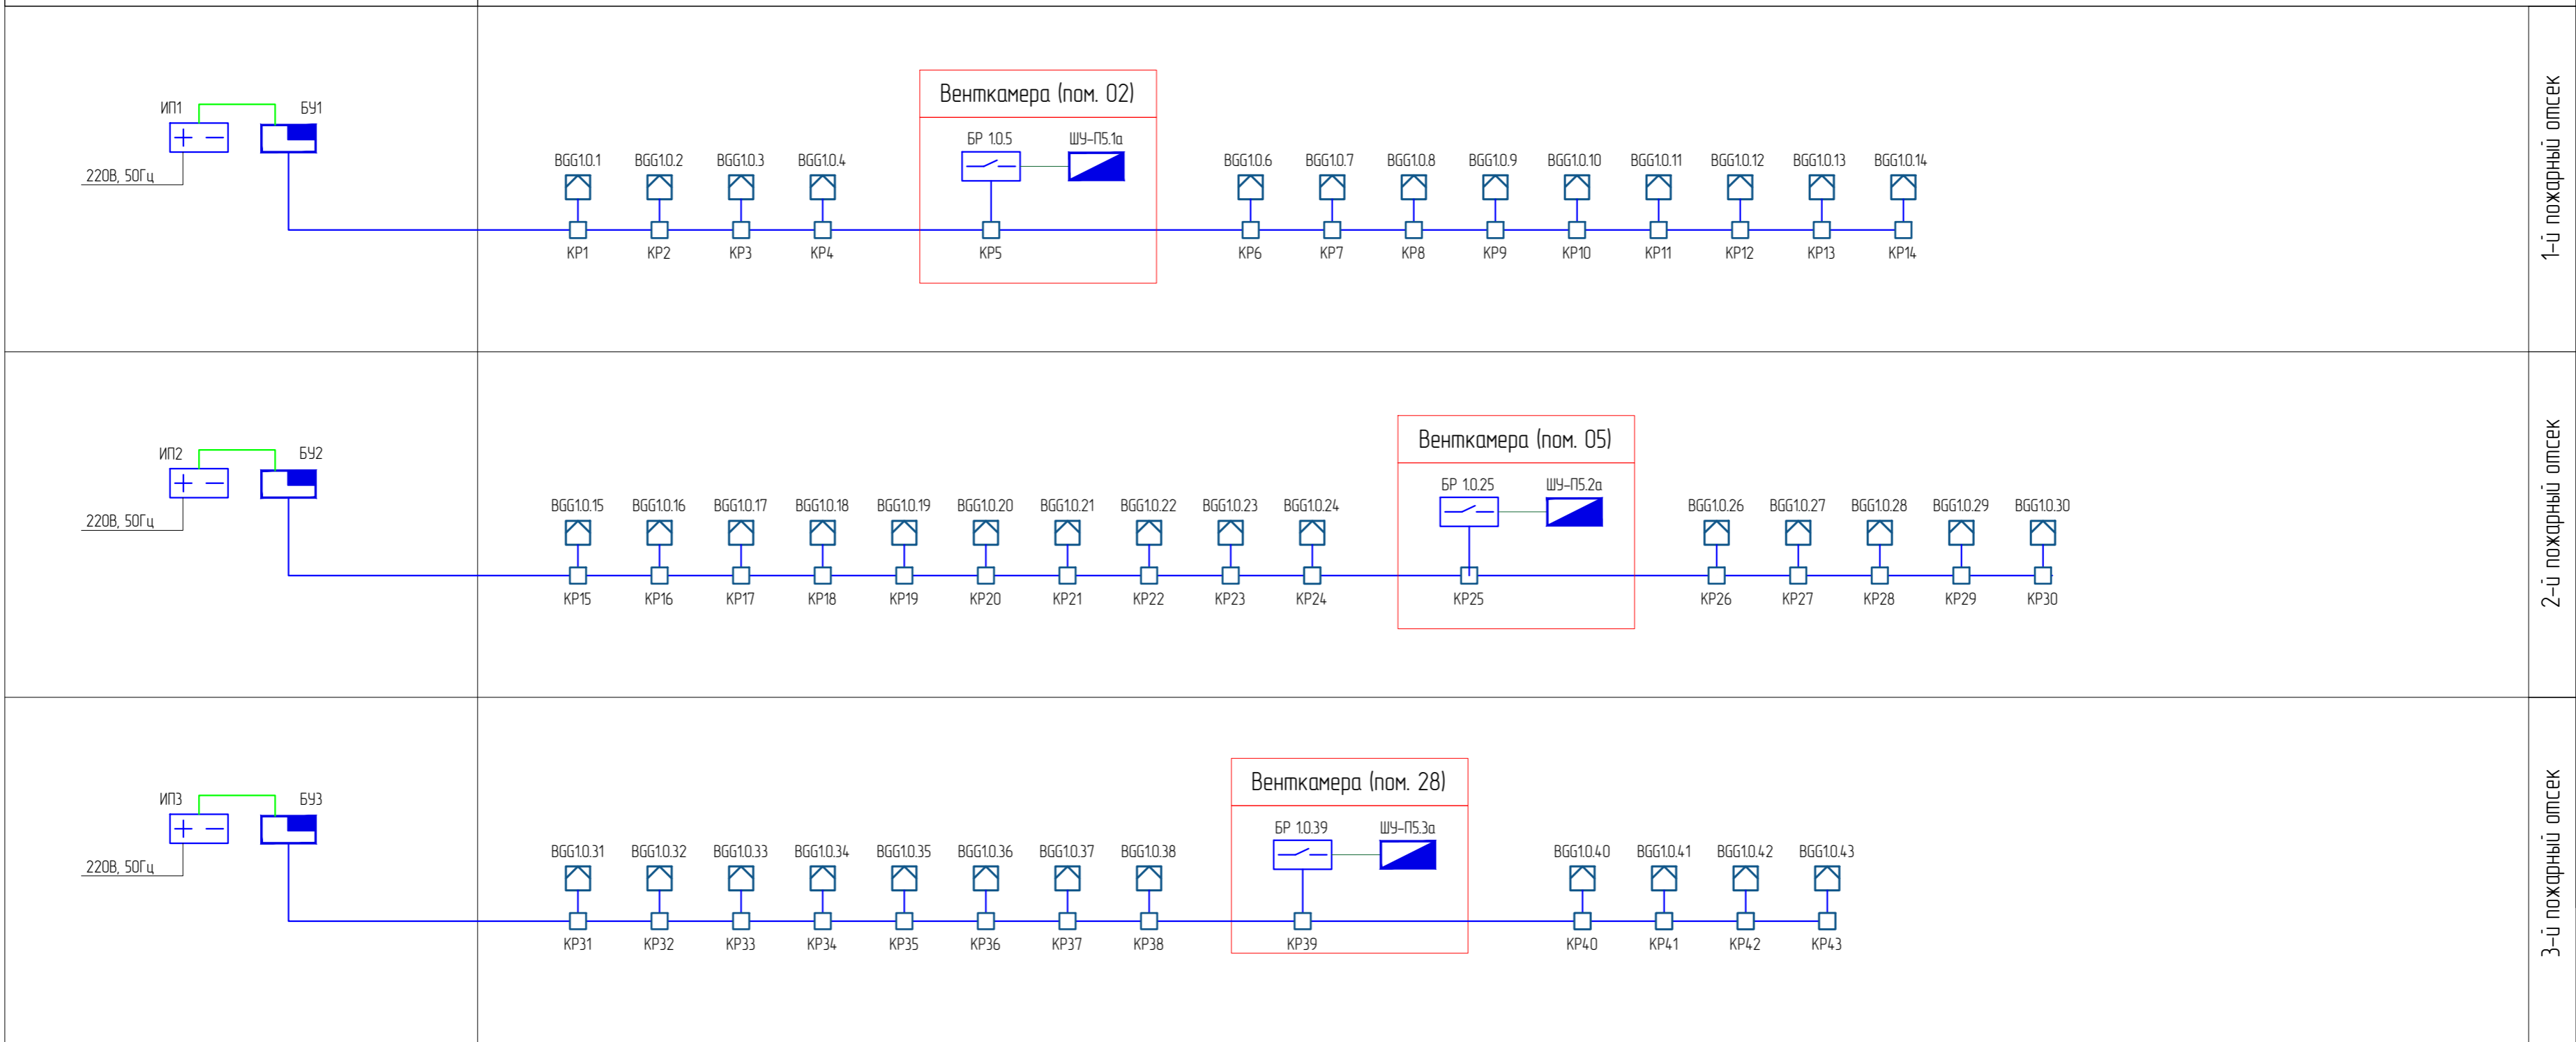 Венткамера (пом. 02)
ИП1 БУ1
БР 1.0.5 ШУ-П5.1а
220В, 50Гц
BGG1.0.1 BGG1.0.2 BGG1.0.3 BGG1.0.4 BGG1.0.6 BGG1.0.7 BGG1.0.8 BGG1.0.9 BGG1.0.10 BGG1.0.11 BGG1.0.12 BGG1.0.13 BGG1.0.14
КР1 КР2 КР3 КР4 КР5 КР6 КР7 КР8 КР9 КР10 КР11 КР12 КР13 КР14
1-й пожарный отсек
Венткамера (пом. 05)
ИП2 БУ2
БР 1.0.25 ШУ-П5.2а
220В, 50Гц
BGG1.0.15 BGG1.0.16 BGG1.0.17 BGG1.0.18 BGG1.0.19 BGG1.0.20 BGG1.0.21 BGG1.0.22 BGG1.0.23 BGG1.0.24 BGG1.0.26 BGG1.0.27 BGG1.0.28 BGG1.0.29 BGG1.0.30
КР15 КР16 КР17 КР18 КР19 КР20 КР21 КР22 КР23 КР24 КР25 КР26 КР27 КР28 КР29 КР30
2-й пожарный отсек
Венткамера (пом. 28)
ИП3 БУ3
БР 1.0.39 ШУ-П5.3а
220В, 50Гц
BGG1.0.31 BGG1.0.32 BGG1.0.33 BGG1.0.34 BGG1.0.35 BGG1.0.36 BGG1.0.37 BGG1.0.38 BGG1.0.40 BGG1.0.41 BGG1.0.42 BGG1.0.43
КР31 КР32 КР33 КР34 КР35 КР36 КР37 КР38 КР39 КР40 КР41 КР42 КР43
3-й пожарный отсек